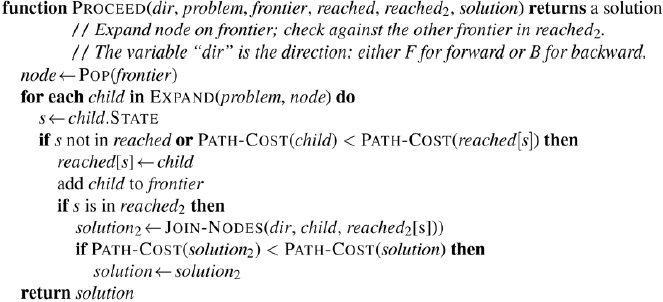 function PROCEED(dir, problem, frontier, reached, reached₂, solution) returns a solution
// Expand node on frontier; check against the other frontier in reached₂.
// The variable “dir” is the direction: either F for forward or B for backward.
node ← POP(frontier)
for each child in EXPAND(problem, node) do
s ← child.STATE
if s not in reached or PATH-COST(child) < PATH-COST(reached[s]) then
reached[s] ← child
add child to frontier
if s is in reached₂ then
solution₂ ← JOIN-NODES(dir, child, reached₂[s]))
if PATH-COST(solution₂) < PATH-COST(solution) then
solution ← solution₂
return solution